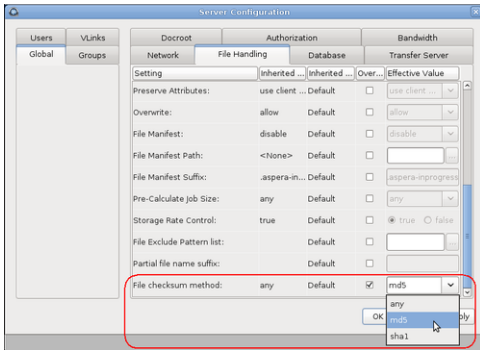 Server Configuration
Users VLinks
Global Groups
Docroot Authorization Bandwidth
Network File Handling Database Transfer Server
Setting Inherited ... Inherited ... Over... Effective Value
Preserve Attributes: use client ... Default use client ...
Overwrite: allow Default allow
File Manifest: disable Default disable
File Manifest Path: <None> Default ...
File Manifest Suffix: .aspera-in... Default .aspera-inprogress
Pre-Calculate Job Size: any Default any
Storage Rate Control: true Default true false
File Exclude Pattern list: Default ...
Partial file name suffix: Default
File checksum method: any Default md5
any
OK md5 ply
sha1